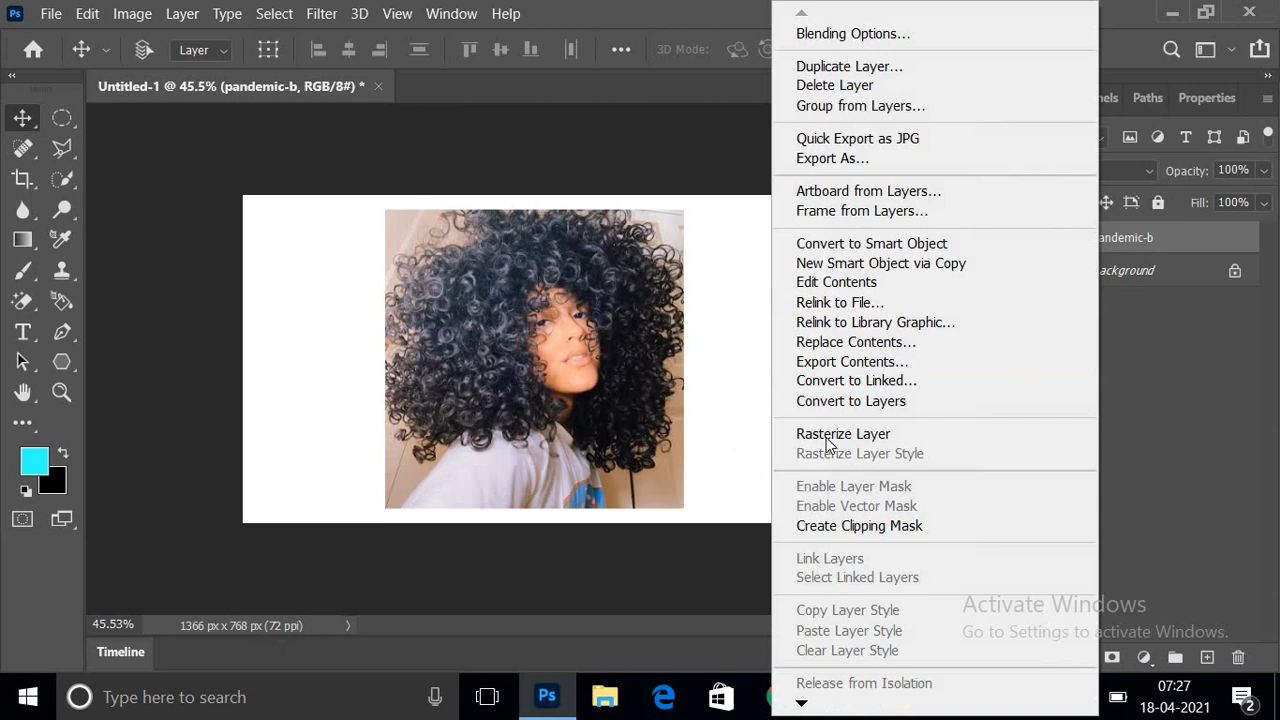 Ps File Edit Image Layer Type Select Filter 3D View Window Help
Layer 3D Mode:
Untitled-1 @ 45.5% (pandemic-b, RGB/8#) *
Blending Options...
Duplicate Layer...
Delete Layer
Group from Layers...
Quick Export as JPG
Export As...
Artboard from Layers...
Frame from Layers...
Convert to Smart Object
New Smart Object via Copy
Edit Contents
Relink to File...
Relink to Library Graphic...
Replace Contents...
Export Contents...
Convert to Linked...
Convert to Layers
Rasterize Layer
Rasterize Layer Style
Enable Layer Mask
Enable Vector Mask
Create Clipping Mask
Link Layers
Select Linked Layers
Copy Layer Style
Paste Layer Style
Clear Layer Style
Release from Isolation
nels Paths Properties
Opacity: 100%
Fill: 100%
andemic-b
ackground
Activate Windows
Go to Settings to activate Windows.
45.53% 1366 px x 768 px (72 ppi)
Timeline
Type here to search
Ps
07:27
18-04-2021
2